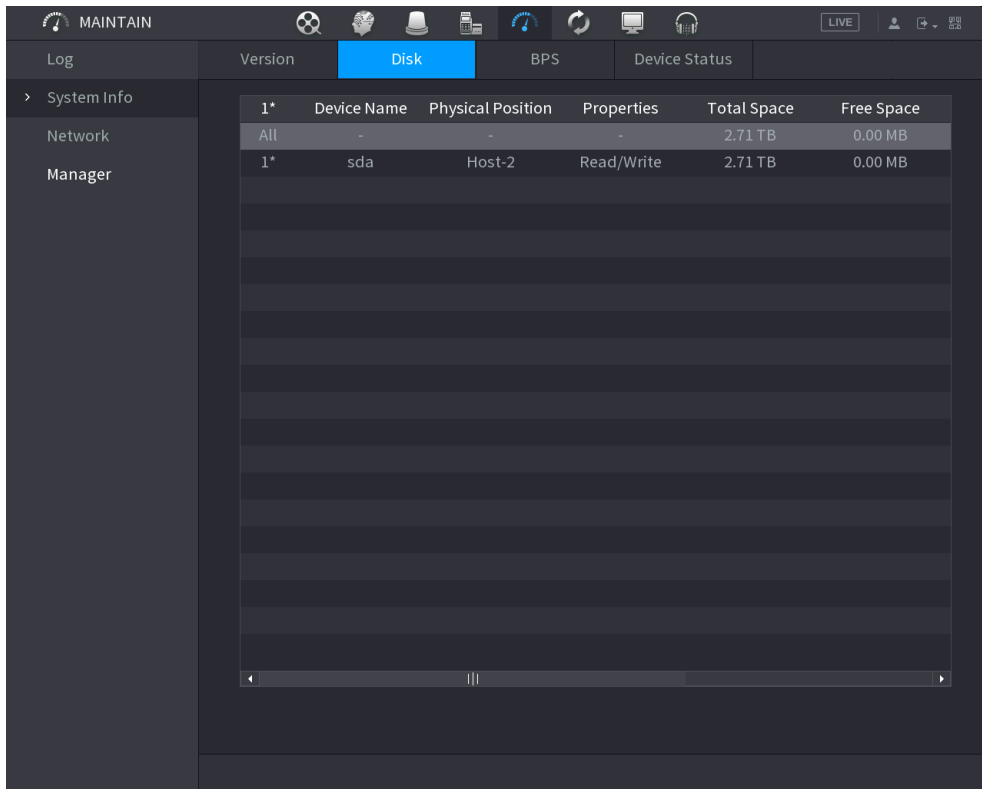 MAINTAIN LIVE
Log Version Disk BPS Device Status
System Info
Network
Manager
1* Device Name Physical Position Properties Total Space Free Space
All - - - 2.71 TB 0.00 MB
1* sda Host-2 Read/Write 2.71 TB 0.00 MB